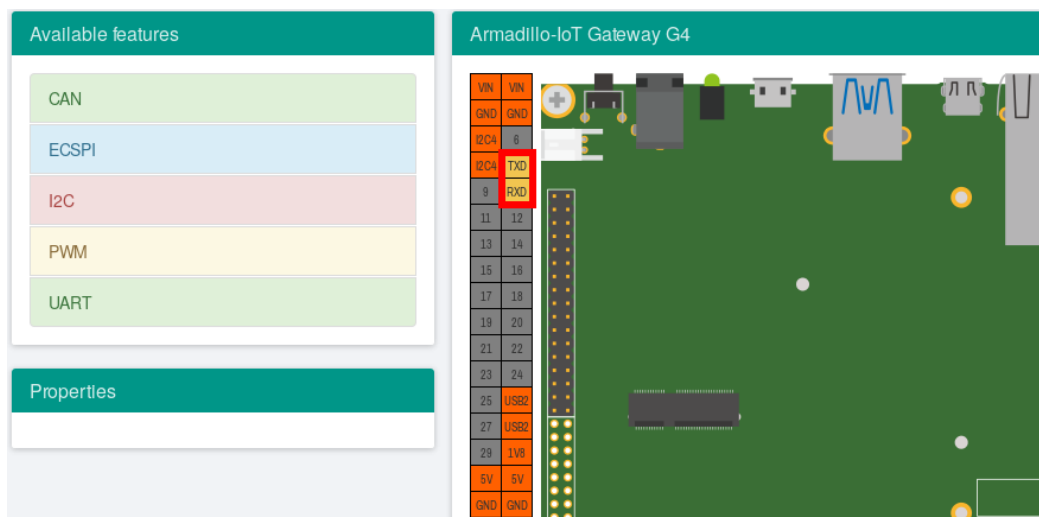 Available features
CAN
ECSPI
I2C
PWM
UART
Properties
Armadillo-IoT Gateway G4
VIN VIN
GND GND
I2C4 6
I2C4 TXD
9 RXD
11 12
13 14
15 16
17 18
19 20
21 22
23 24
25 USB2
27 USB2
29 1V8
5V 5V
GND GND